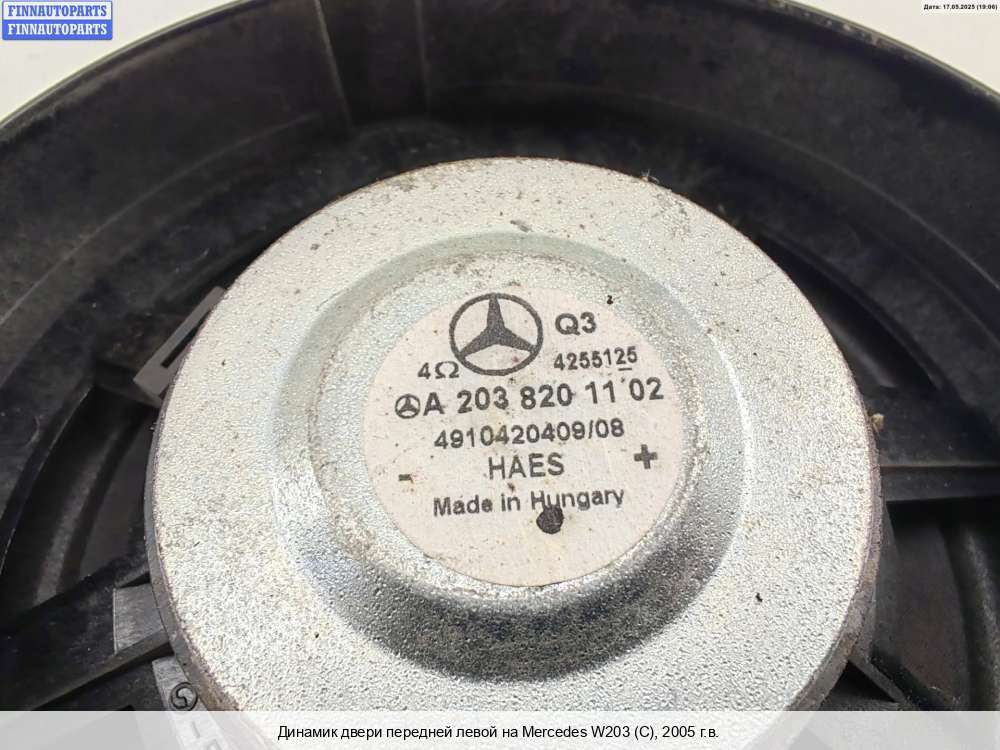 FINNAUTOPARTS
FINNAUTOPARTS
Дата: 17.05.2025 (19:06)
Q3
4Ω
4255125
A 203 820 11 02
4910420409/08
- HAES +
Made in Hungary
Динамик двери передней левой на Mercedes W203 (C), 2005 г.в.